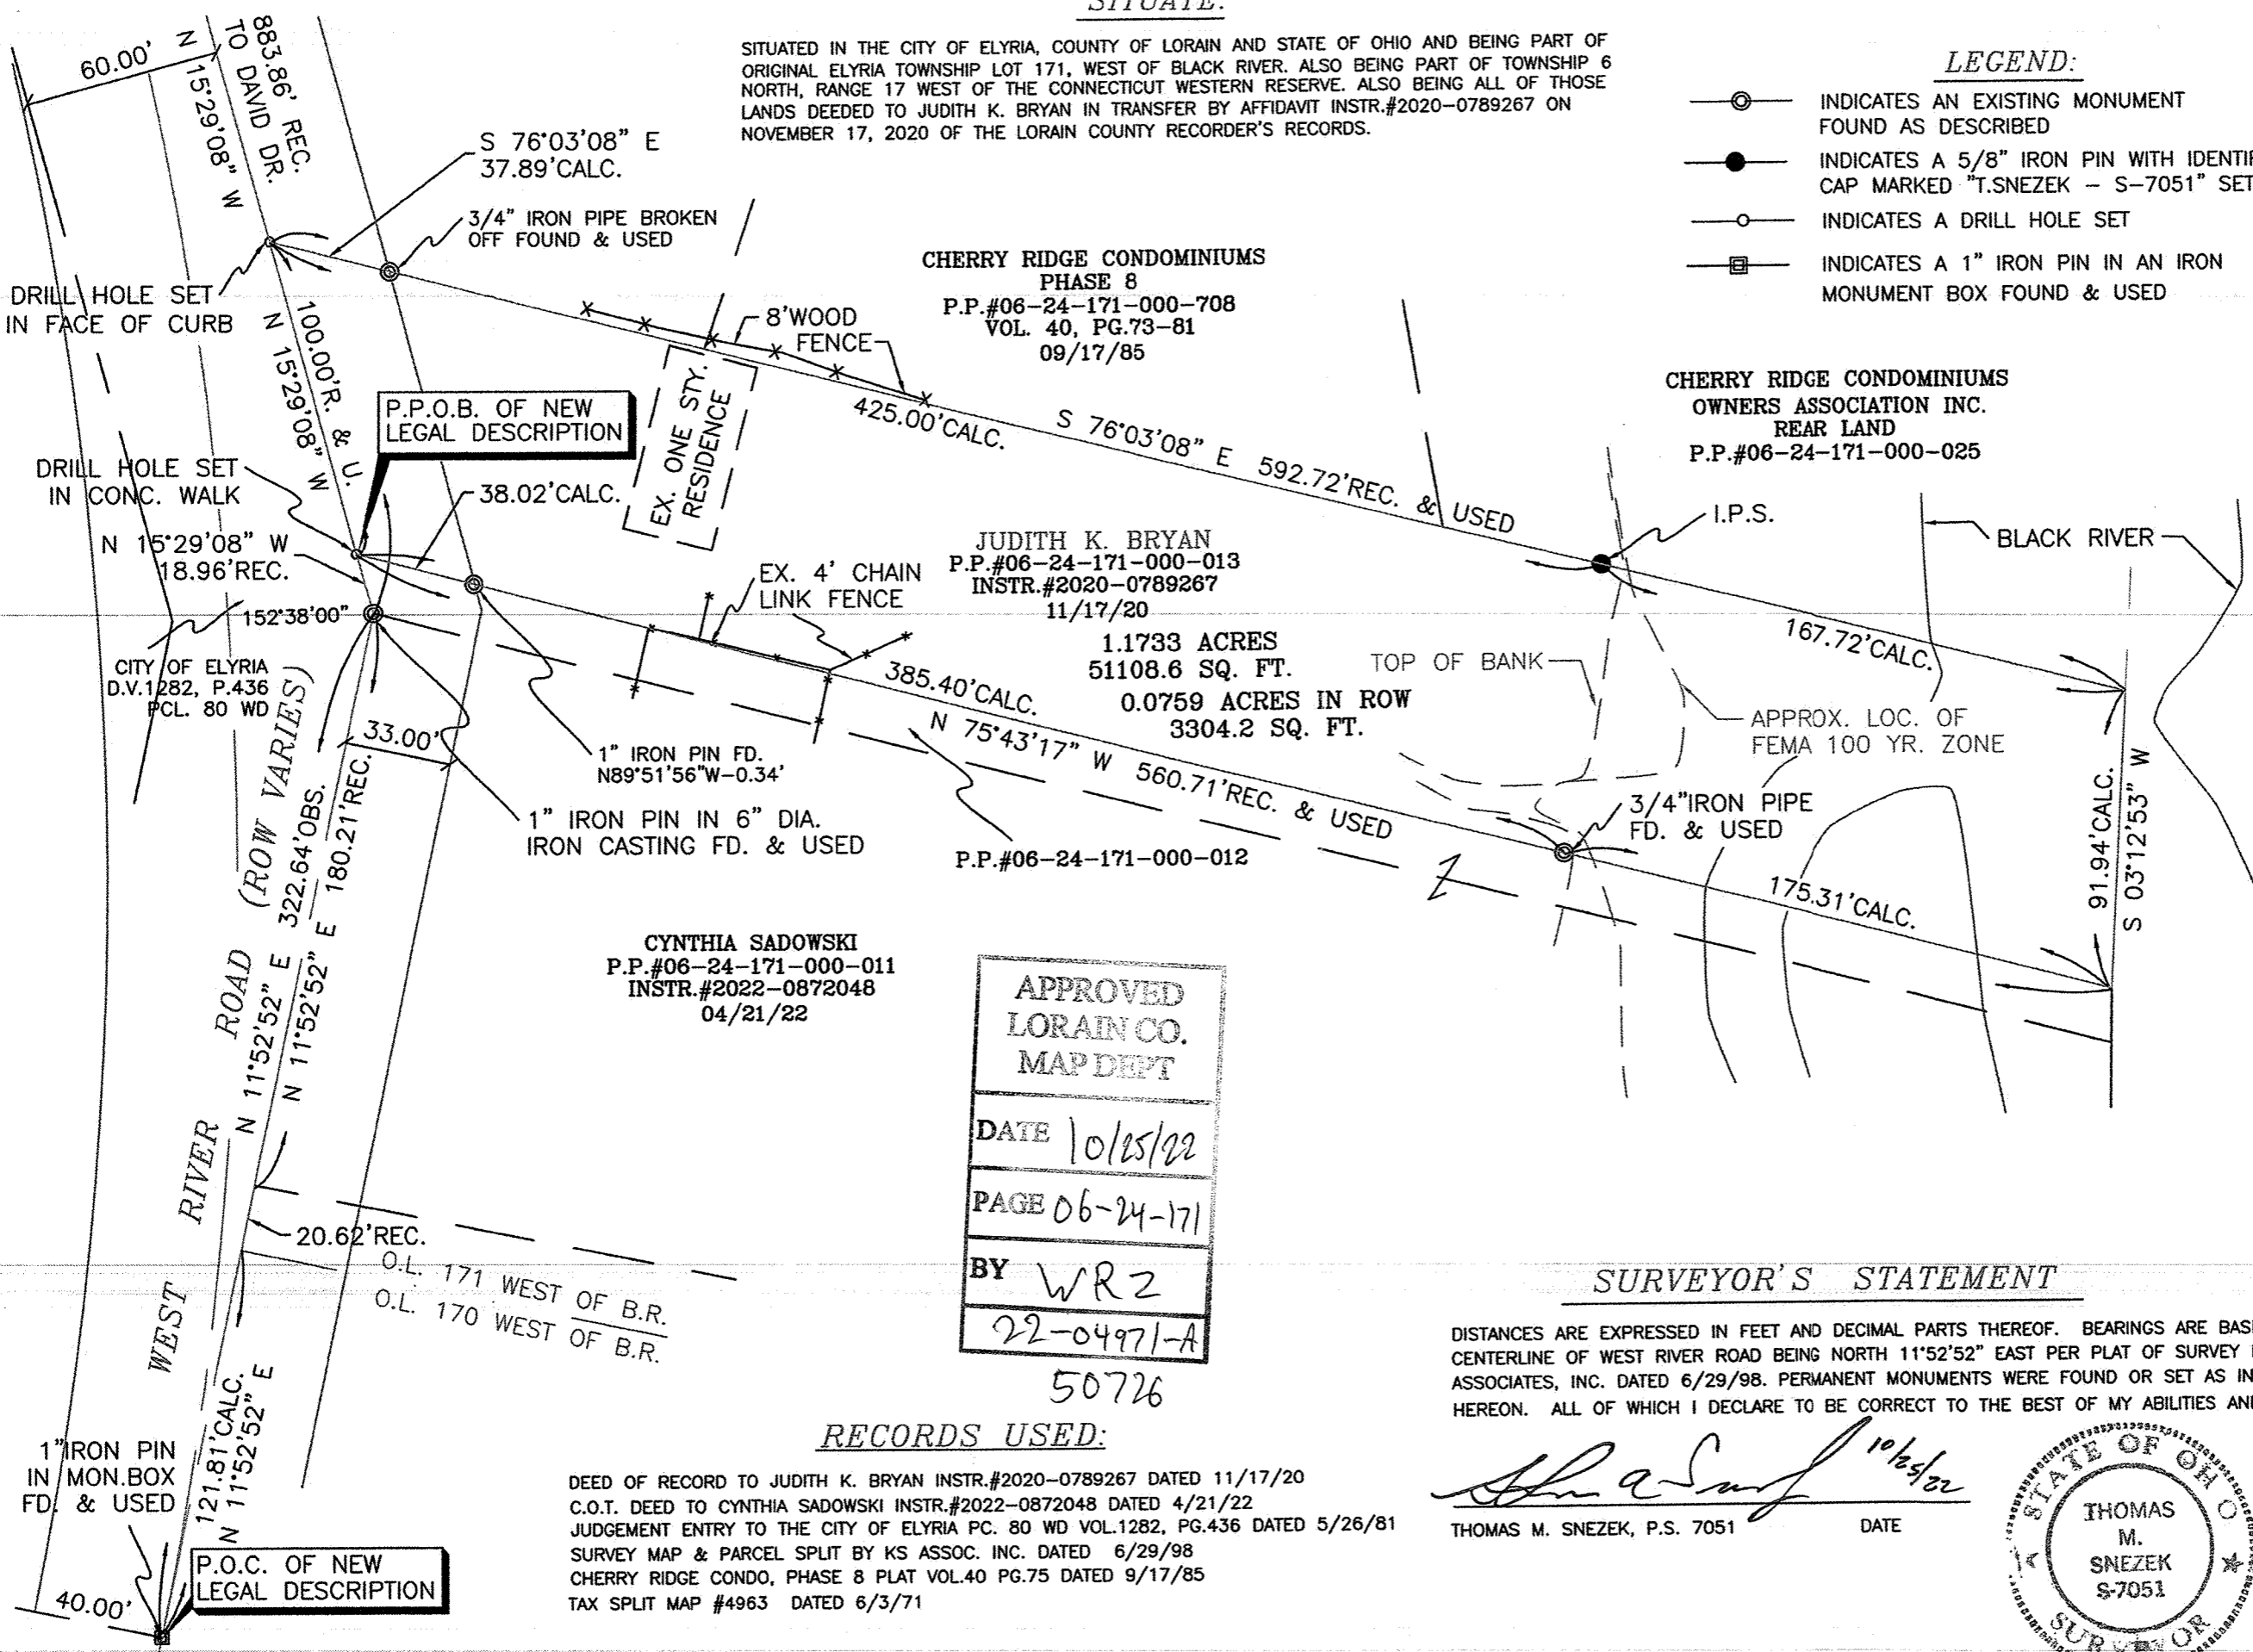 SITUATE:
SITUATED IN THE CITY OF ELYRIA, COUNTY OF LORAIN AND STATE OF OHIO AND BEING PART OF
ORIGINAL ELYRIA TOWNSHIP LOT 171, WEST OF BLACK RIVER. ALSO BEING PART OF TOWNSHIP 6
NORTH, RANGE 17 WEST OF THE CONNECTICUT WESTERN RESERVE. ALSO BEING ALL OF THOSE
LANDS DEEDED TO JUDITH K. BRYAN IN TRANSFER BY AFFIDAVIT INSTR.#2020-0789267 ON
NOVEMBER 17, 2020 OF THE LORAIN COUNTY RECORDER'S RECORDS.
LEGEND:
INDICATES AN EXISTING MONUMENT
FOUND AS DESCRIBED
INDICATES A 5/8" IRON PIN WITH
CAP MARKED "T.SNEZEK - S-7051" SET
INDICATES A DRILL HOLE SET
INDICATES A 1" IRON PIN IN AN IRON
MONUMENT BOX FOUND & USED
60.00'
N 15°29'08" W
883.86' REC.
TO DAVID DR.
S 76°03'08" E
37.89'CALC.
3/4" IRON PIPE BROKEN
OFF FOUND & USED
DRILL HOLE SET
IN FACE OF CURB
100.00'R. & U.
N 15°29'08" W
8'WOOD
FENCE
CHERRY RIDGE CONDOMINIUMS
PHASE 8
P.P.#06-24-171-000-708
VOL. 40, PG.73-81
09/17/85
CHERRY RIDGE CONDOMINIUMS
OWNERS ASSOCIATION INC.
REAR LAND
P.P.#06-24-171-000-025
P.P.O.B. OF NEW
LEGAL DESCRIPTION
EX. ONE STY.
RESIDENCE
425.00'CALC.
S 76°03'08" E 592.72'REC. & USED
DRILL HOLE SET
IN CONC. WALK
38.02'CALC.
I.P.S.
BLACK RIVER
N 15°29'08" W
18.96'REC.
152°38'00"
EX. 4' CHAIN
LINK FENCE
JUDITH K. BRYAN
P.P.#06-24-171-000-013
INSTR.#2020-0789267
11/17/20
1.1733 ACRES
51108.6 SQ. FT.
0.0759 ACRES IN ROW
3304.2 SQ. FT.
167.72'CALC.
TOP OF BANK
CITY OF ELYRIA
D.V.1282, P.436
PCL. 80 WD
385.40'CALC.
N 75°43'17" W 560.71'REC. & USED
APPROX. LOC. OF
FEMA 100 YR. ZONE
33.00'
1" IRON PIN FD.
N89°51'56"W-0.34'
1" IRON PIN IN 6" DIA.
IRON CASTING FD. & USED
P.P.#06-24-171-000-012
3/4"IRON PIPE
FD. & USED
91.94'CALC.
S 03°12'53" W
175.31'CALC.
WEST RIVER ROAD (ROW VARIES)
N 11°52'52" E 322.64'OBS.
N 11°52'52" E 180.21'REC.
CYNTHIA SADOWSKI
P.P.#06-24-171-000-011
INSTR.#2022-0872048
04/21/22
APPROVED
LORAIN CO.
MAP DEPT
DATE 10/25/22
PAGE 06-24-171
BY WRZ
22-04971-A
50726
20.62'REC.
O.L. 171 WEST OF B.R.
O.L. 170 WEST OF B.R.
121.81'CALC.
N 11°52'52" E
1"IRON PIN
IN MON.BOX
FD. & USED
P.O.C. OF NEW
LEGAL DESCRIPTION
40.00'
RECORDS USED:
DEED OF RECORD TO JUDITH K. BRYAN INSTR.#2020-0789267 DATED 11/17/20
C.O.T. DEED TO CYNTHIA SADOWSKI INSTR.#2022-0872048 DATED 4/21/22
JUDGEMENT ENTRY TO THE CITY OF ELYRIA PC. 80 WD VOL.1282, PG.436 DATED 5/26/81
SURVEY MAP & PARCEL SPLIT BY KS ASSOC. INC. DATED 6/29/98
CHERRY RIDGE CONDO, PHASE 8 PLAT VOL.40 PG.75 DATED 9/17/85
TAX SPLIT MAP #4963 DATED 6/3/71
SURVEYOR'S STATEMENT
DISTANCES ARE EXPRESSED IN FEET AND DECIMAL PARTS THEREOF. BEARINGS ARE
CENTERLINE OF WEST RIVER ROAD BEING NORTH 11°52'52" EAST PER PLAT OF SURVEY
ASSOCIATES, INC. DATED 6/29/98. PERMANENT MONUMENTS WERE FOUND OR SET AS
HEREON. ALL OF WHICH I DECLARE TO BE CORRECT TO THE BEST OF MY ABILITIES
10/25/22
THOMAS M. SNEZEK, P.S. 7051 DATE
STATE OF OHIO
THOMAS
M.
SNEZEK
S-7051
SURVEYOR